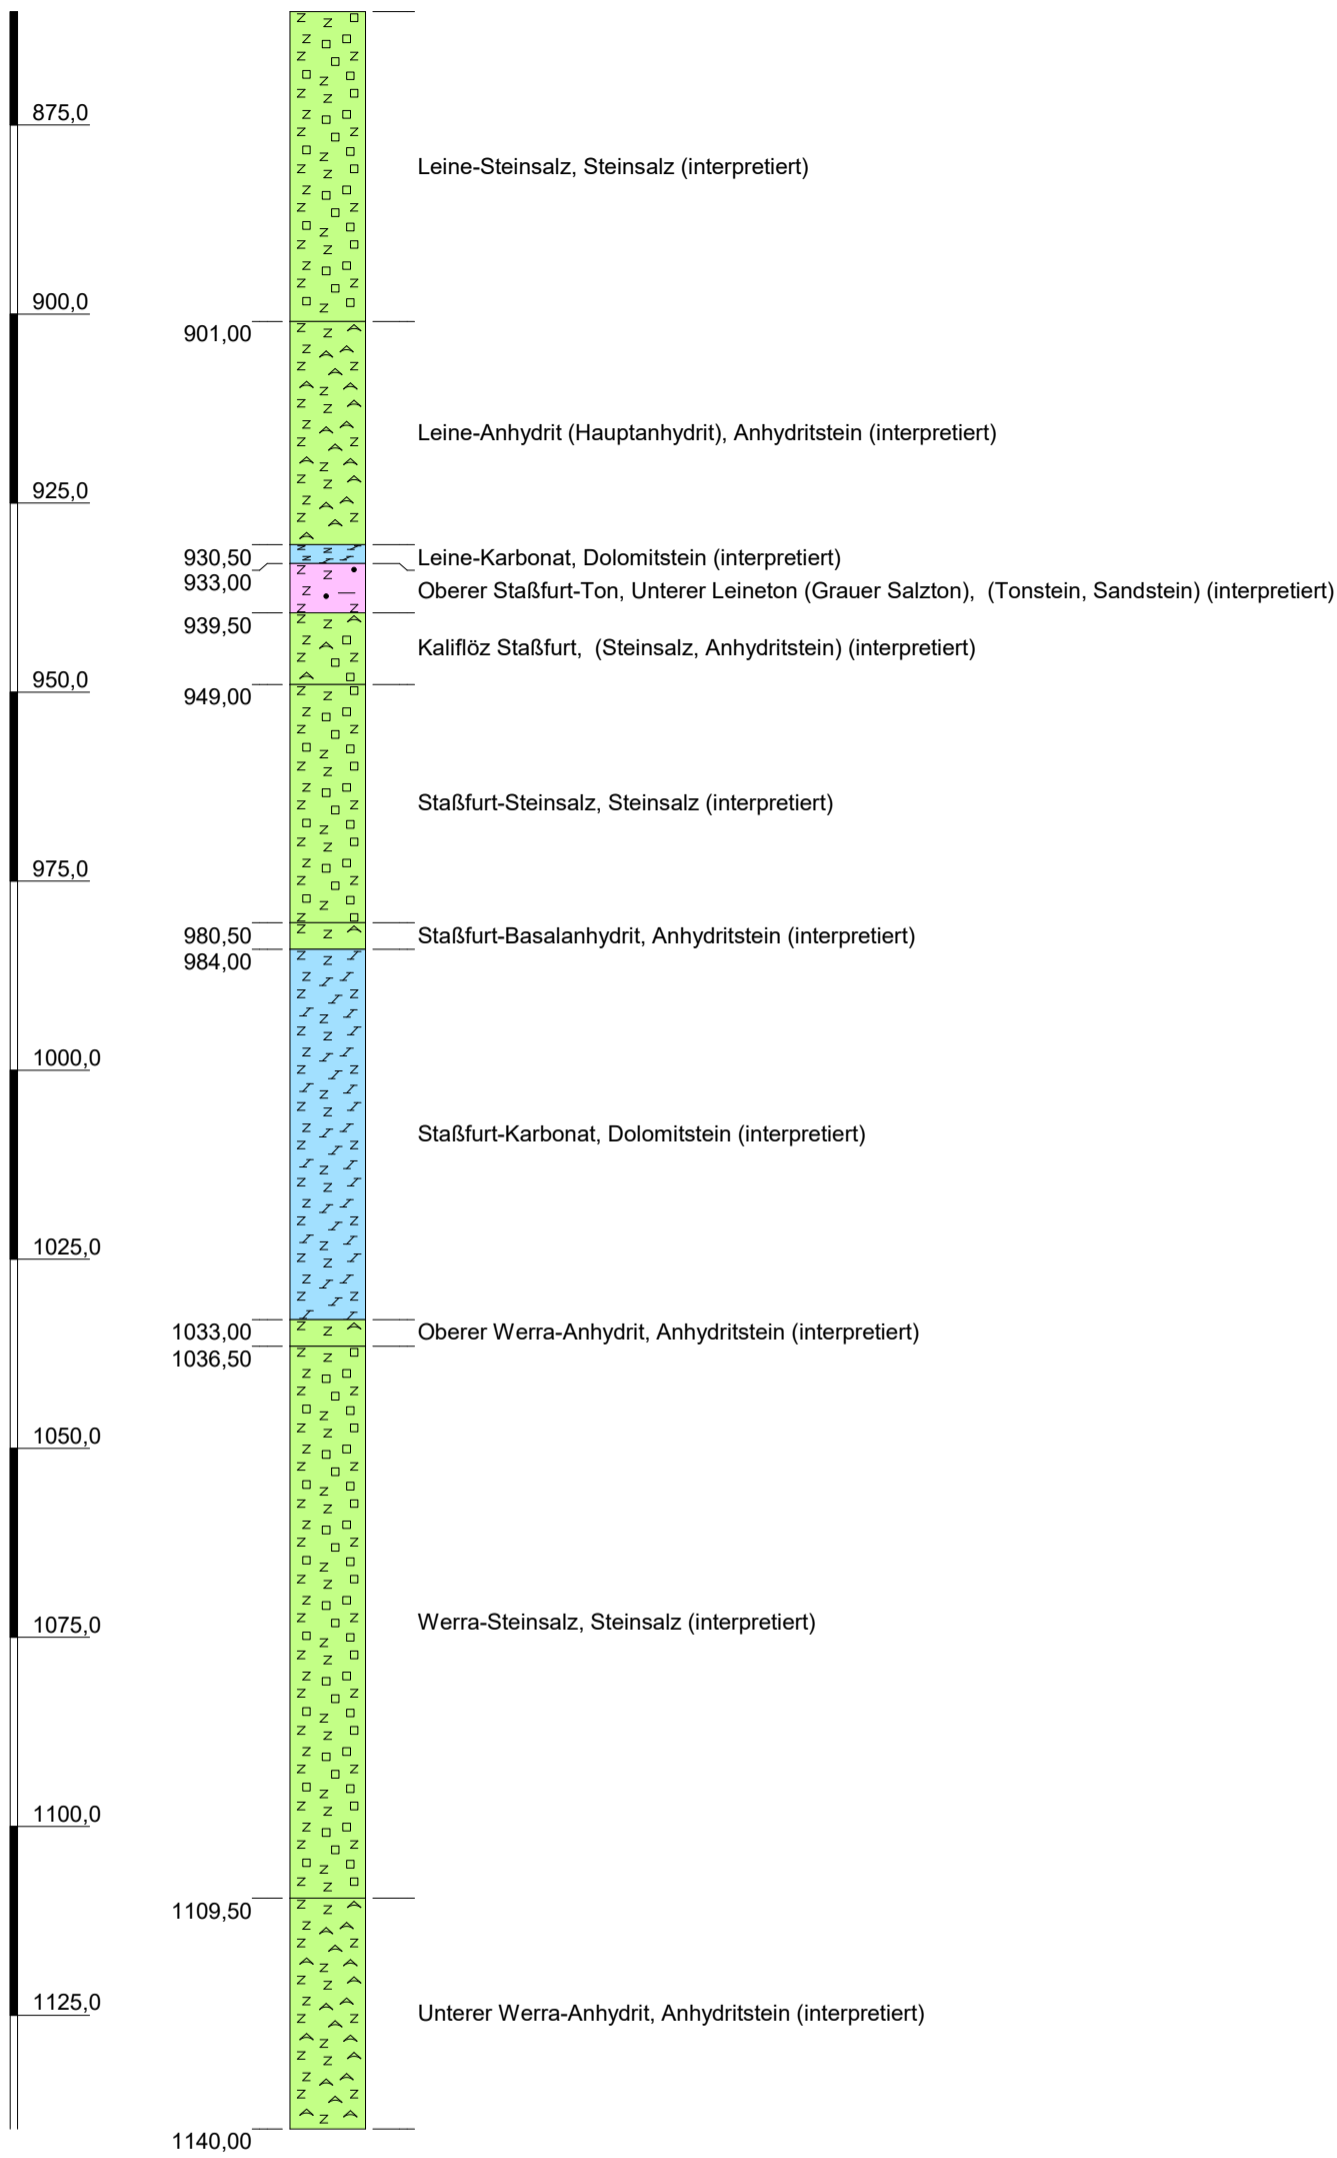 875,0
Leine-Steinsalz, Steinsalz (interpretiert)
900,0
901,00
Leine-Anhydrit (Hauptanhydrit), Anhydritstein (interpretiert)
925,0
930,50
Leine-Karbonat, Dolomitstein (interpretiert)
933,00
Oberer Staßfurt-Ton, Unterer Leineton (Grauer Salzton),  (Tonstein, Sandstein) (interpretiert)
939,50
Kaliflöz Staßfurt,  (Steinsalz, Anhydritstein) (interpretiert)
950,0
949,00
Staßfurt-Steinsalz, Steinsalz (interpretiert)
975,0
980,50
Staßfurt-Basalanhydrit, Anhydritstein (interpretiert)
984,00
1000,0
Staßfurt-Karbonat, Dolomitstein (interpretiert)
1025,0
1033,00
Oberer Werra-Anhydrit, Anhydritstein (interpretiert)
1036,50
1050,0
Werra-Steinsalz, Steinsalz (interpretiert)
1075,0
1100,0
1109,50
1125,0
Unterer Werra-Anhydrit, Anhydritstein (interpretiert)
1140,00